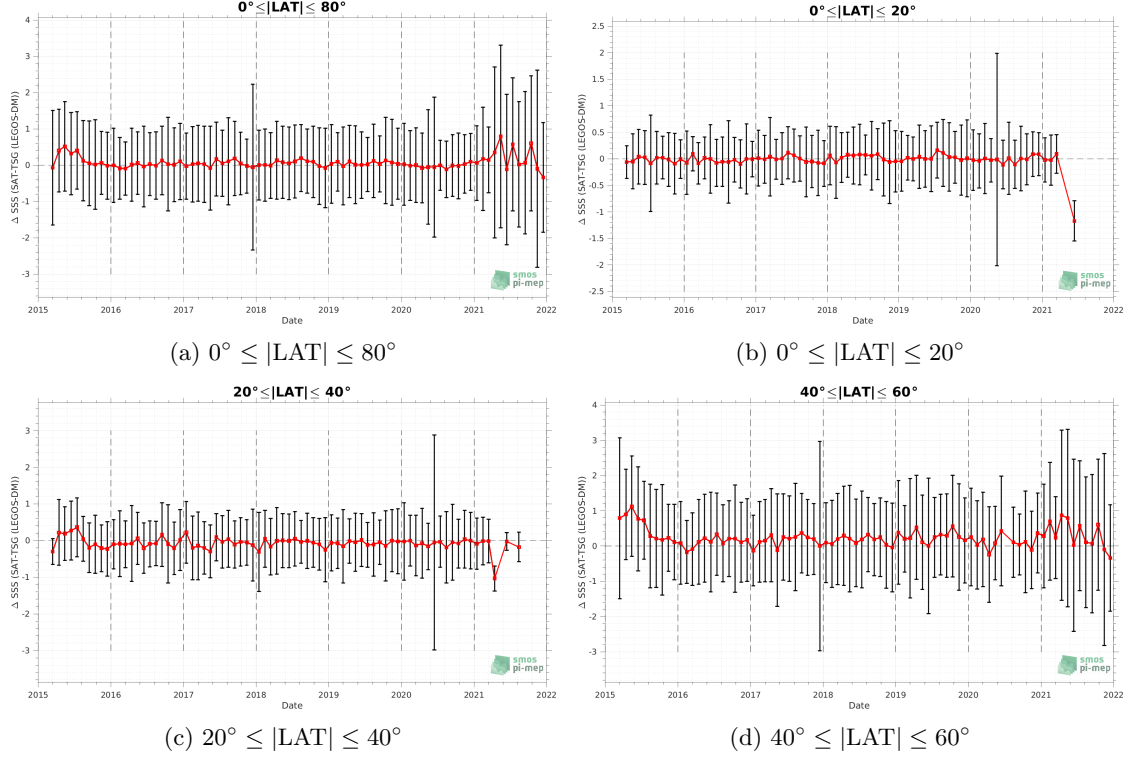 0°≤|LAT|≤ 80°
Δ SSS (SAT-TSG (LEGOS-DM))
4
3
2
1
0
-1
-2
-3
2015 2016 2017 2018 2019 2020 2021 2022
Date
smos
pi-mep
(a) 0° ≤ |LAT| ≤ 80°
0°≤|LAT|≤ 20°
Δ SSS (SAT-TSG (LEGOS-DM))
2.5
2
1.5
1
0.5
0
-0.5
-1
-1.5
-2
-2.5
2015 2016 2017 2018 2019 2020 2021 2022
Date
smos
pi-mep
(b) 0° ≤ |LAT| ≤ 20°
20°≤|LAT|≤ 40°
Δ SSS (SAT-TSG (LEGOS-DM))
3
2
1
0
-1
-2
-3
2015 2016 2017 2018 2019 2020 2021 2022
Date
smos
pi-mep
(c) 20° ≤ |LAT| ≤ 40°
40°≤|LAT|≤ 60°
Δ SSS (SAT-TSG (LEGOS-DM))
4
3
2
1
0
-1
-2
-3
2015 2016 2017 2018 2019 2020 2021 2022
Date
smos
pi-mep
(d) 40° ≤ |LAT| ≤ 60°